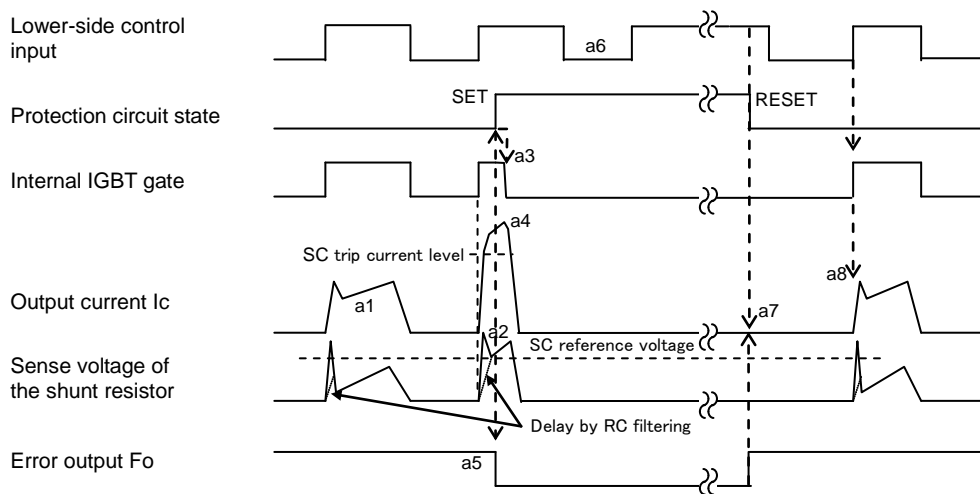 Lower-side control
input
a6
SET
RESET
Protection circuit state
a3
Internal IGBT gate
a4
SC trip current level
a8
Output current Ic
a1
a7
a2
SC reference voltage
Sense voltage of
the shunt resistor
Delay by RC filtering
Error output Fo
a5